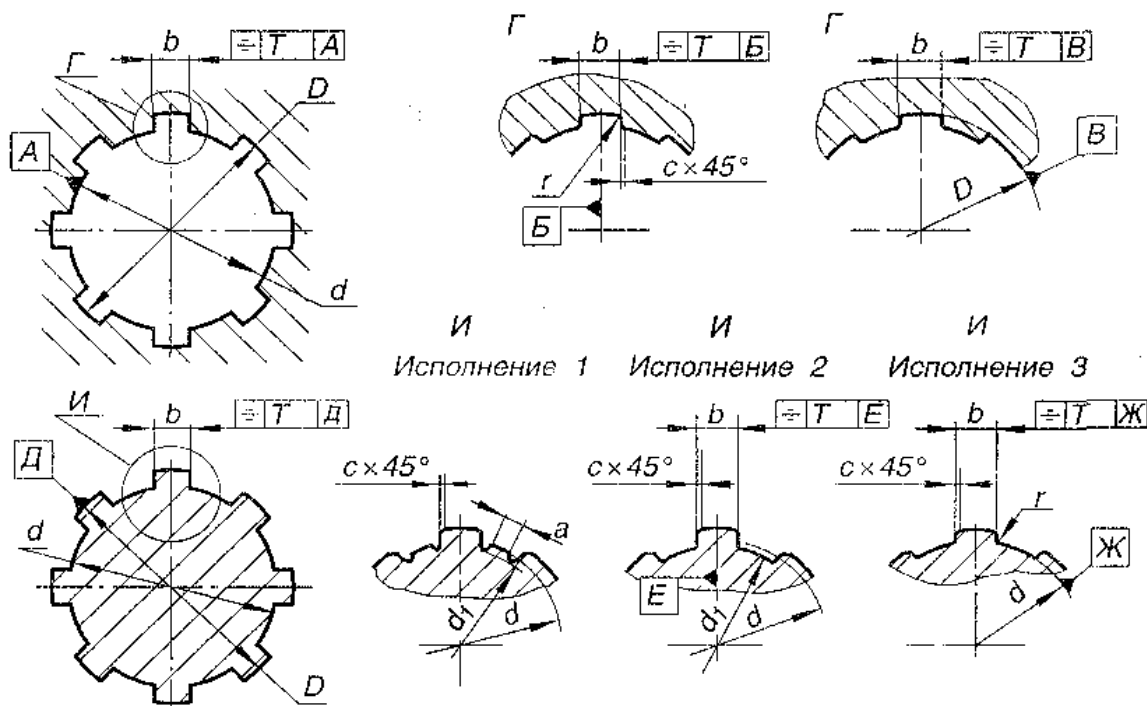 b
T А
Г
D
А
d
Г
b
T Б
r
c×45°
Б
Г
b
T В
В
D
И
Исполнение 1
И
Исполнение 2
И
Исполнение 3
И
b
T Д
Д
d
D
c×45°
a
d1
d
b
T Е
c×45°
Е
d1
d
b
T Ж
c×45°
r
Ж
d